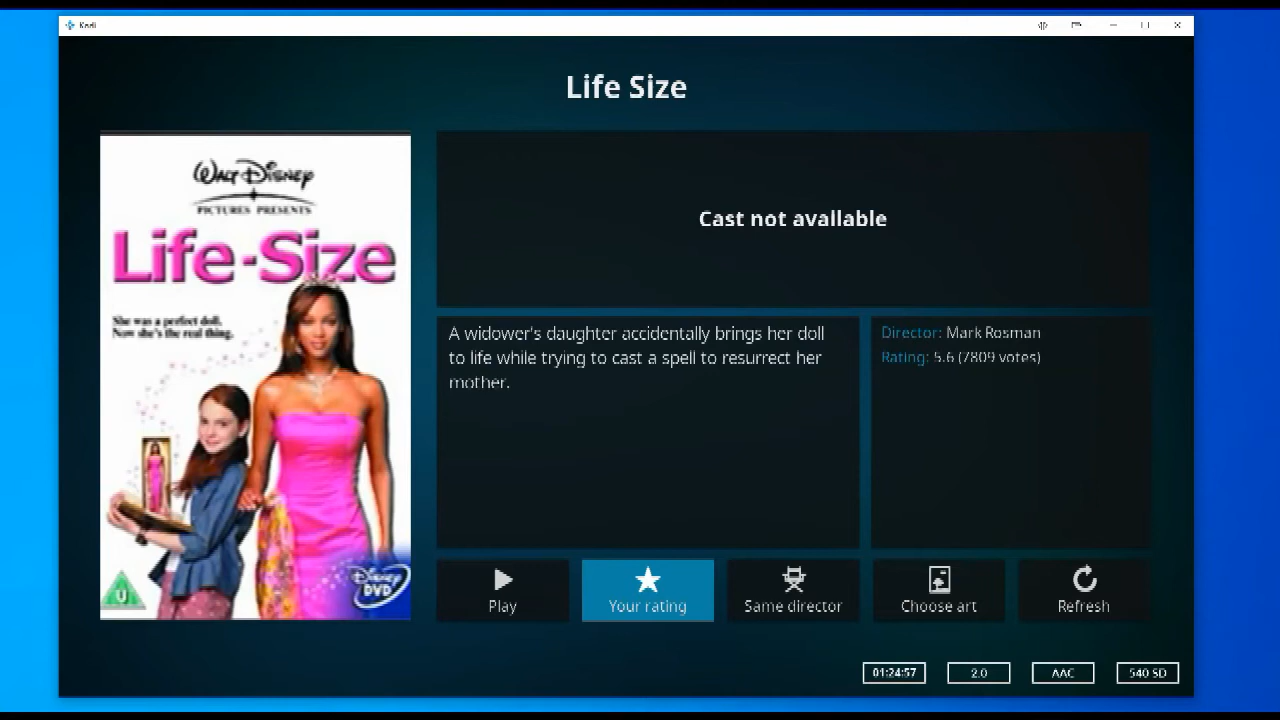 Kodi
Life Size
WALT DISNEY
PICTURES PRESENTS
Life-Size
She was a perfect doll.
Now she's the real thing.
U
Disney
DVD
Cast not available
A widower's daughter accidentally brings her doll
to life while trying to cast a spell to resurrect her
mother.
Director: Mark Rosman
Rating: 5.6 (7809 votes)
Play
Your rating
Same director
Choose art
Refresh
01:24:57
2.0
AAC
540 SD